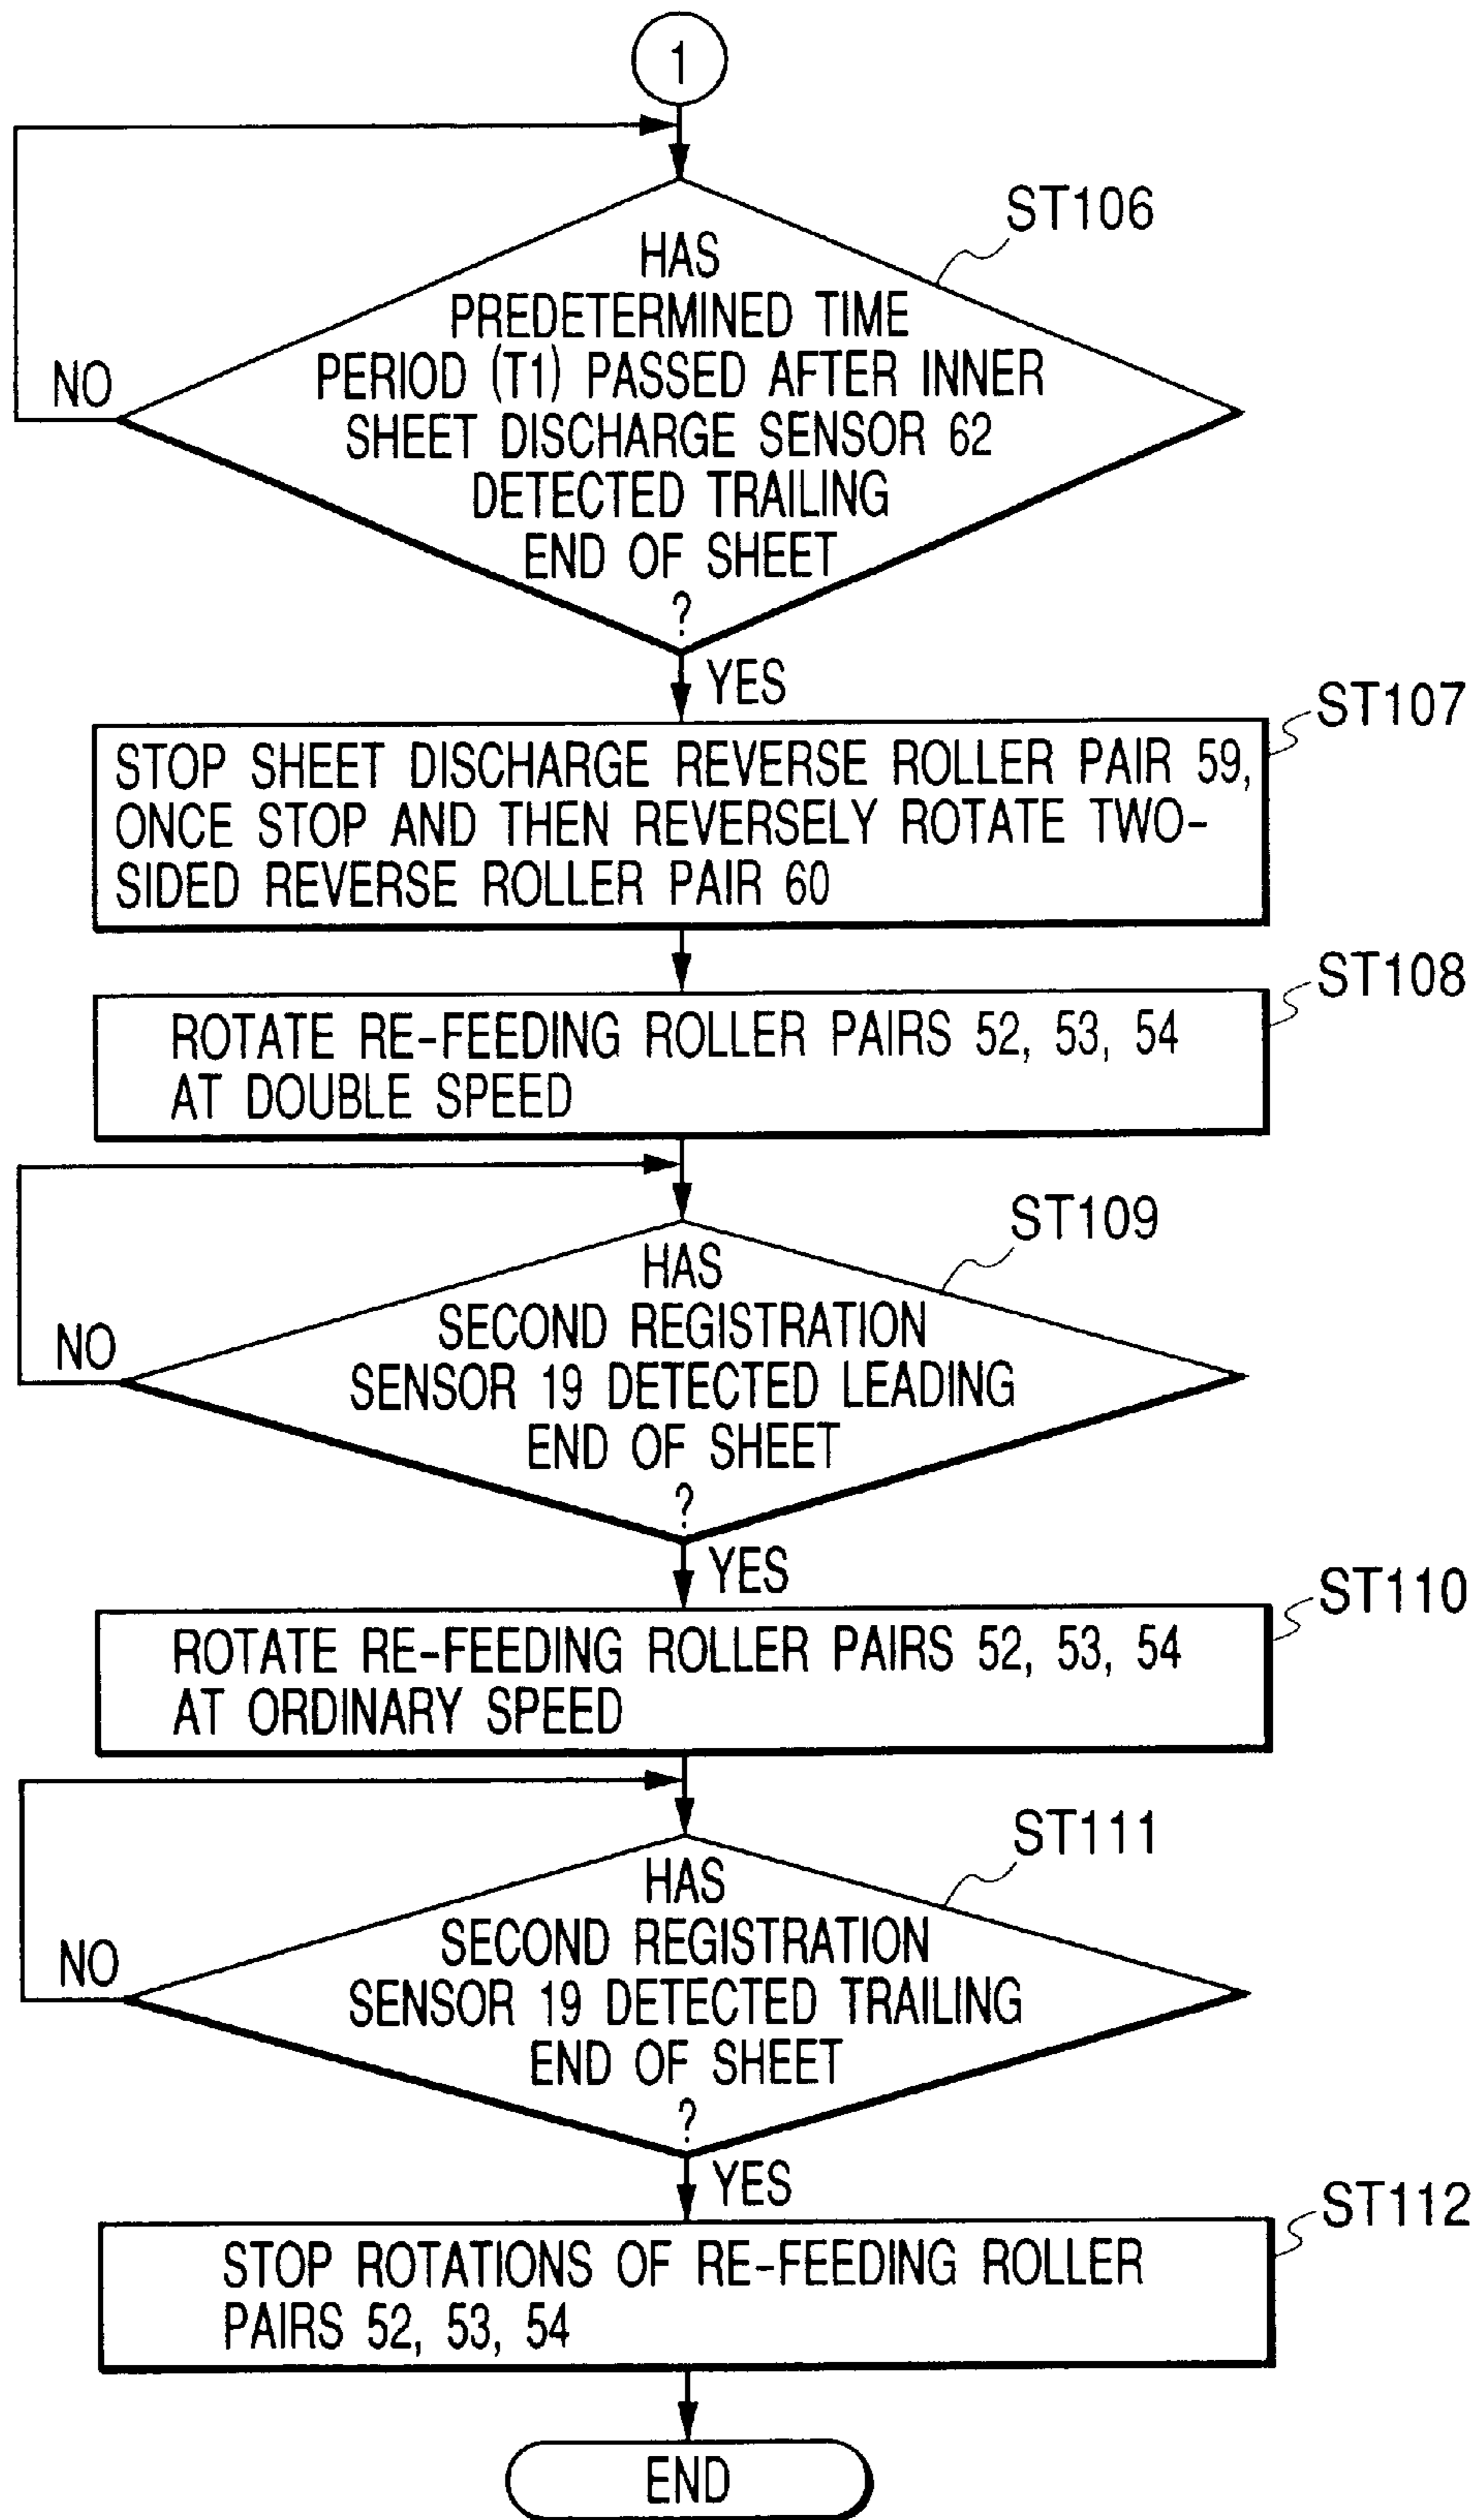 1
ST106
HAS
PREDETERMINED TIME
PERIOD (T1) PASSED AFTER INNER
SHEET DISCHARGE SENSOR 62
DETECTED TRAILING
END OF SHEET
?
NO
YES
ST107
STOP SHEET DISCHARGE REVERSE ROLLER PAIR 59,
ONCE STOP AND THEN REVERSELY ROTATE TWO-
SIDED REVERSE ROLLER PAIR 60
ST108
ROTATE RE-FEEDING ROLLER PAIRS 52, 53, 54
AT DOUBLE SPEED
ST109
HAS
SECOND REGISTRATION
SENSOR 19 DETECTED LEADING
END OF SHEET
?
NO
YES
ST110
ROTATE RE-FEEDING ROLLER PAIRS 52, 53, 54
AT ORDINARY SPEED
ST111
HAS
SECOND REGISTRATION
SENSOR 19 DETECTED TRAILING
END OF SHEET
?
NO
YES
ST112
STOP ROTATIONS OF RE-FEEDING ROLLER
PAIRS 52, 53, 54
END